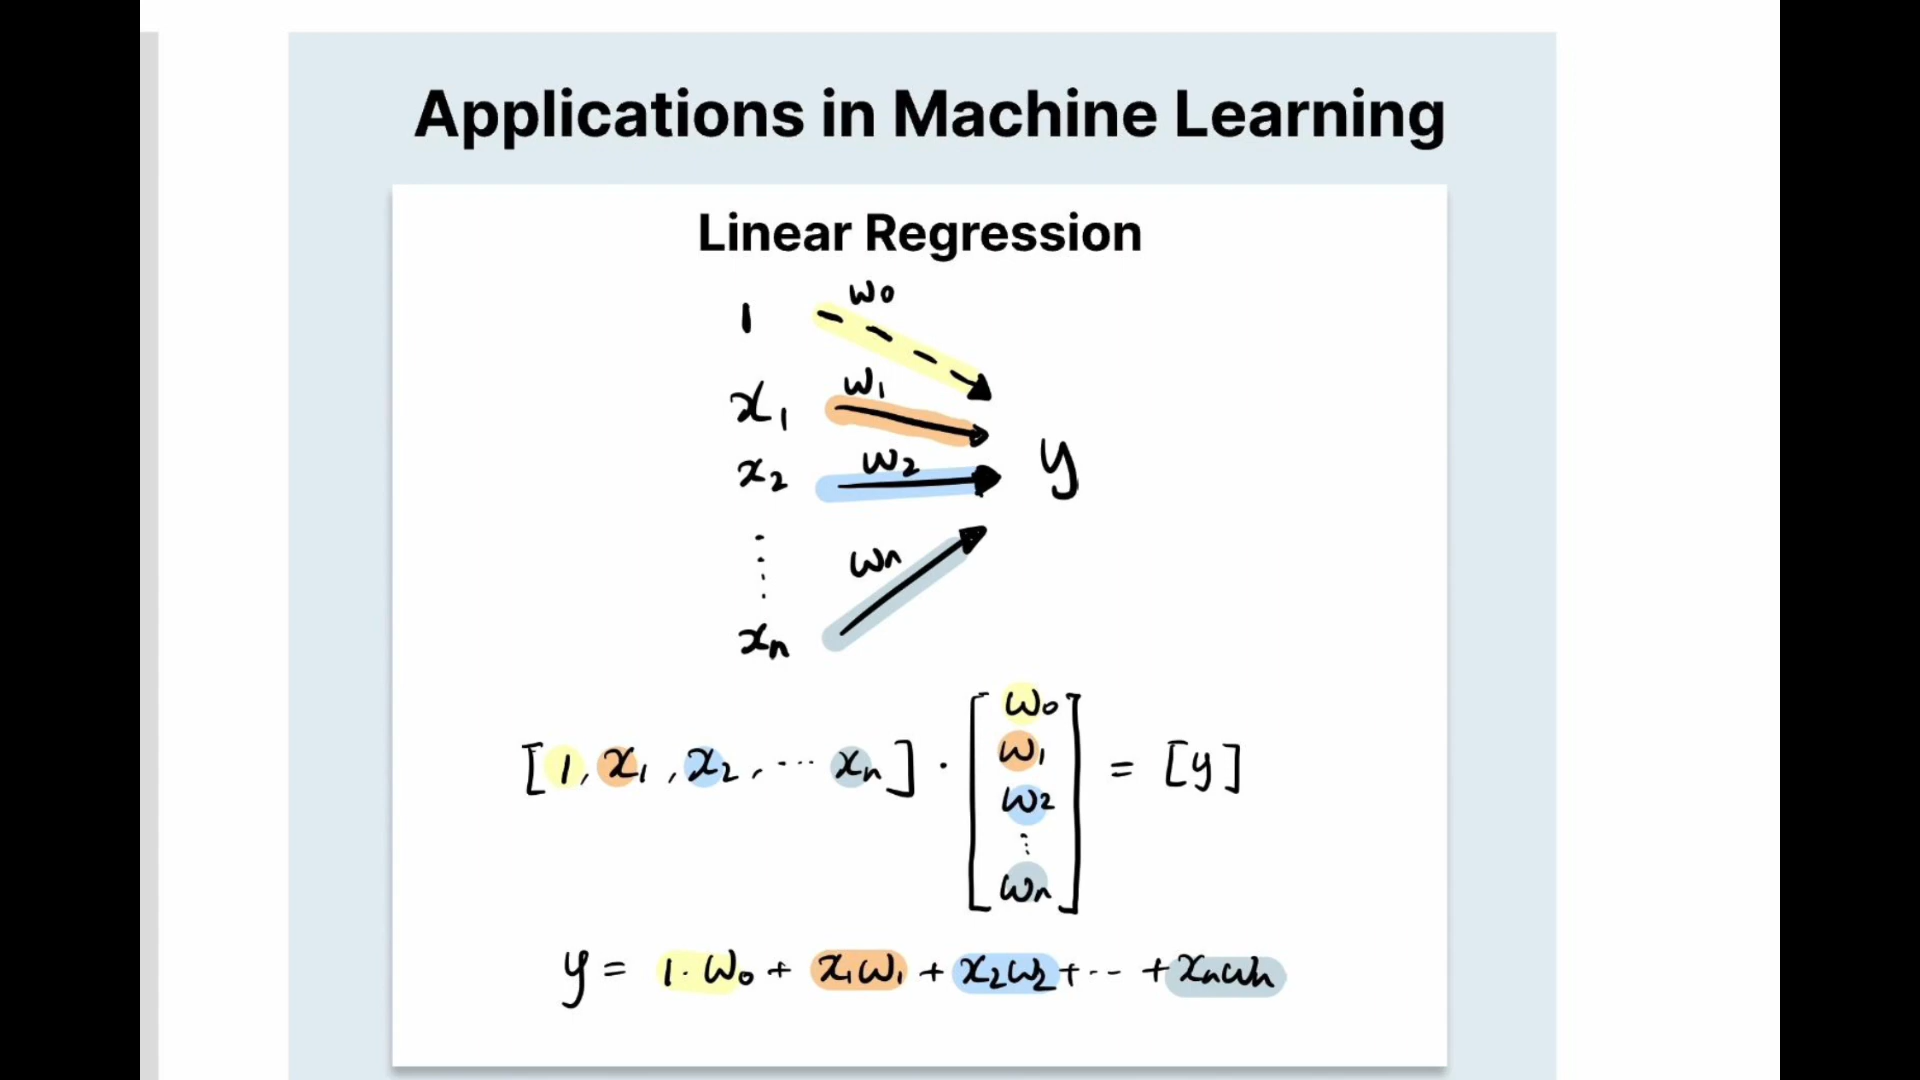 Applications in Machine Learning
Linear Regression
1 w0
x1 w1
x2 w2
y
⋮ wn
xn
[1, x1, x2, ... xn] · [w0 w1 w2 ⋮ wn] = [y]
y = 1·w0 + x1w1 + x2w2 + ... + xnwn